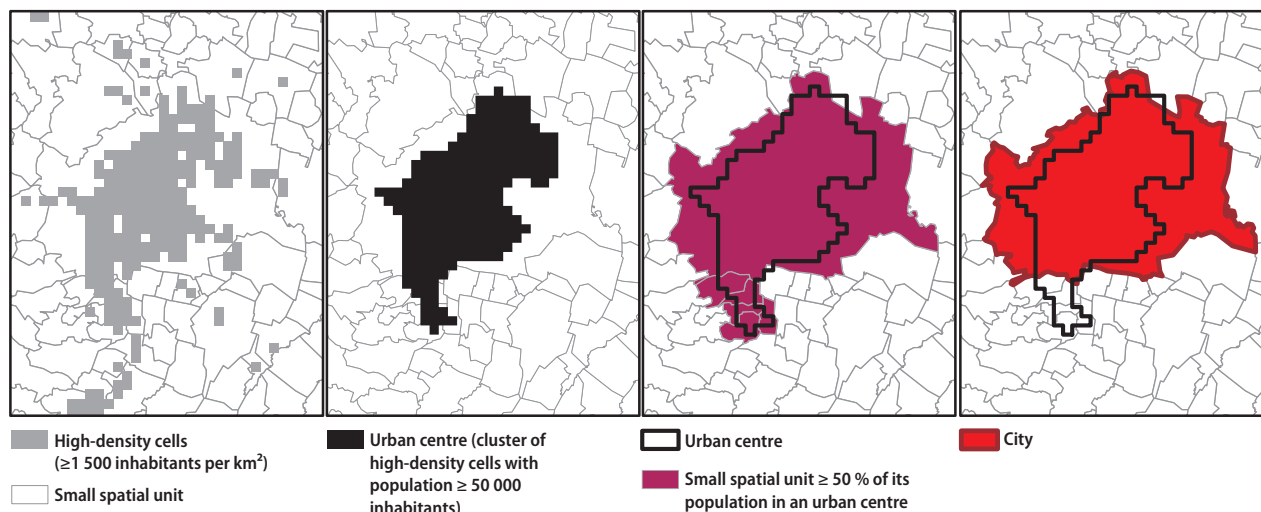 High-density cells
(≥1 500 inhabitants per km²)
Small spatial unit
Urban centre (cluster of
high-density cells with
population ≥ 50 000
inhabitants)
Urban centre
Small spatial unit ≥ 50 % of its
population in an urban centre
City